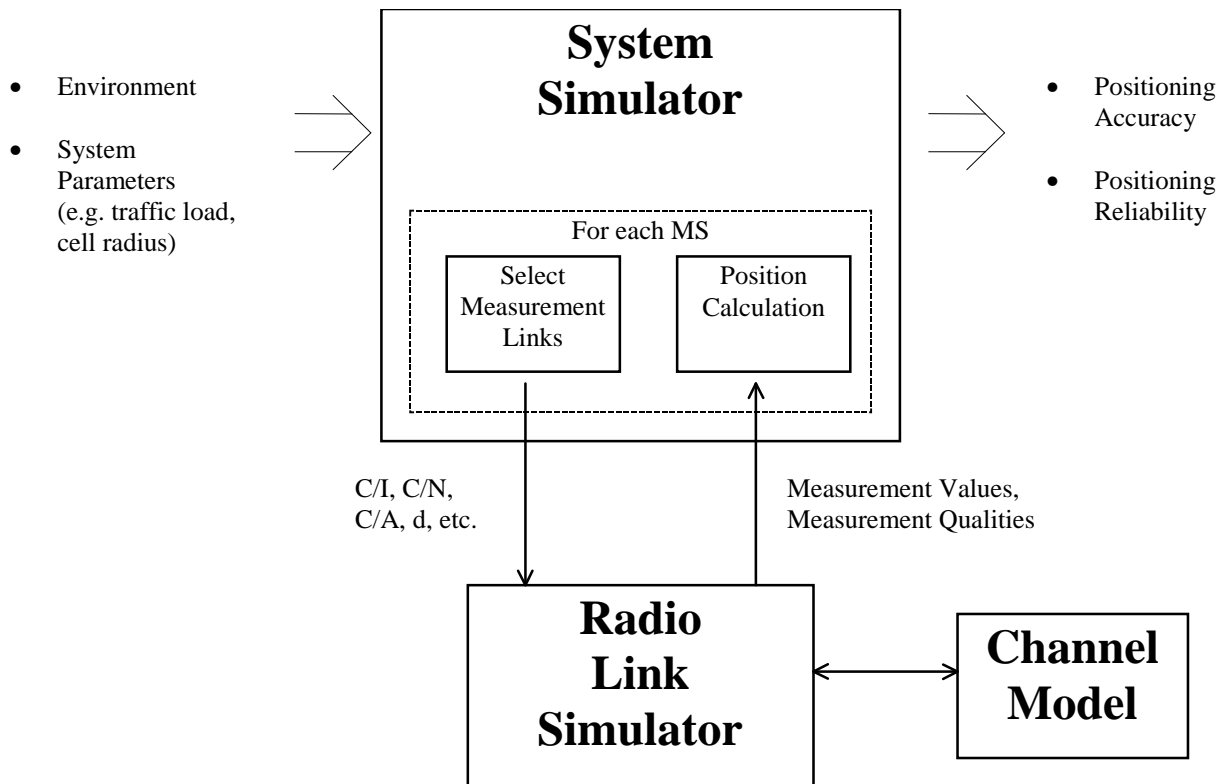 System
Simulator
• Environment
• System
Parameters
(e.g. traffic load,
cell radius)
• Positioning
Accuracy
• Positioning
Reliability
For each MS
Select
Measurement
Links
Position
Calculation
C/I, C/N,
C/A, d, etc.
Measurement Values,
Measurement Qualities
Radio
Link
Simulator
Channel
Model